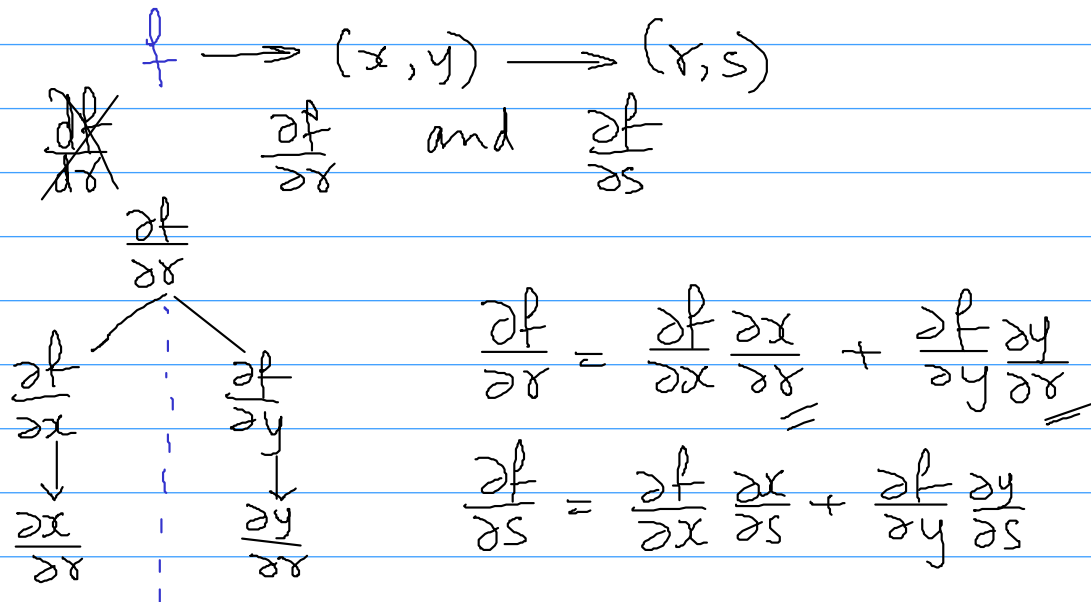 f → (x, y) → (r, s)
df/dr ∂f/∂r and ∂f/∂s
∂f/∂r
∂f/∂x ∂f/∂y
∂x/∂r ∂y/∂r
∂f/∂r = ∂f/∂x ∂x/∂r + ∂f/∂y ∂y/∂r
∂f/∂s = ∂f/∂x ∂x/∂s + ∂f/∂y ∂y/∂s